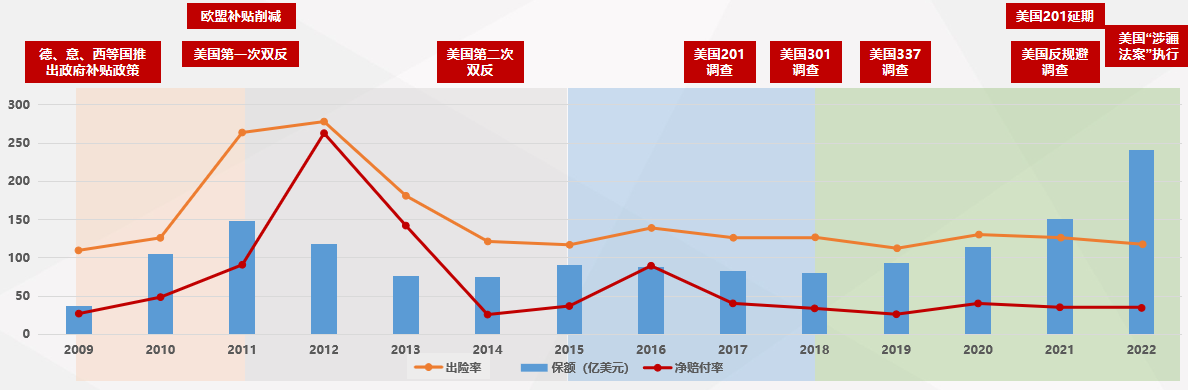 欧盟补贴削减
美国201延期
德、意、西等国推
出政府补贴政策
美国第一次双反
美国第二次
双反
美国201
调查
美国301
调查
美国337
调查
美国反规避
调查
美国“涉疆
法案”执行
300
250
200
150
100
50
0
2009 2010 2011 2012 2013 2014 2015 2016 2017 2018 2019 2020 2021 2022
出险率 保额（亿美元） 净赔付率